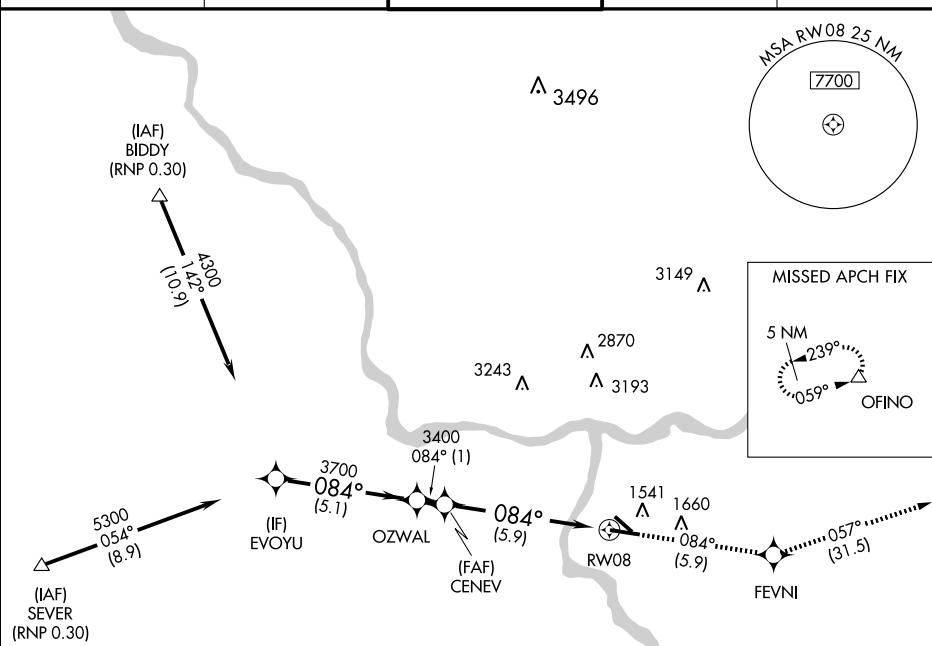 MSA RW08 25 NM
7700
3496
(IAF)
BIDDY
(RNP 0.30)
4300
142°
(10.9)
3149
MISSED APCH FIX
5 NM
239°
059°
OFINO
2870
3243
3193
3400
084° (1)
3700
084°
(5.1)
(IF)
EVOYU
OZWAL
(FAF)
CENEV
084°
(5.9)
1541
1660
RW08
084°
(5.9)
FEVNI
057°
(31.5)
5300
054°
(8.9)
(IAF)
SEVER
(RNP 0.30)